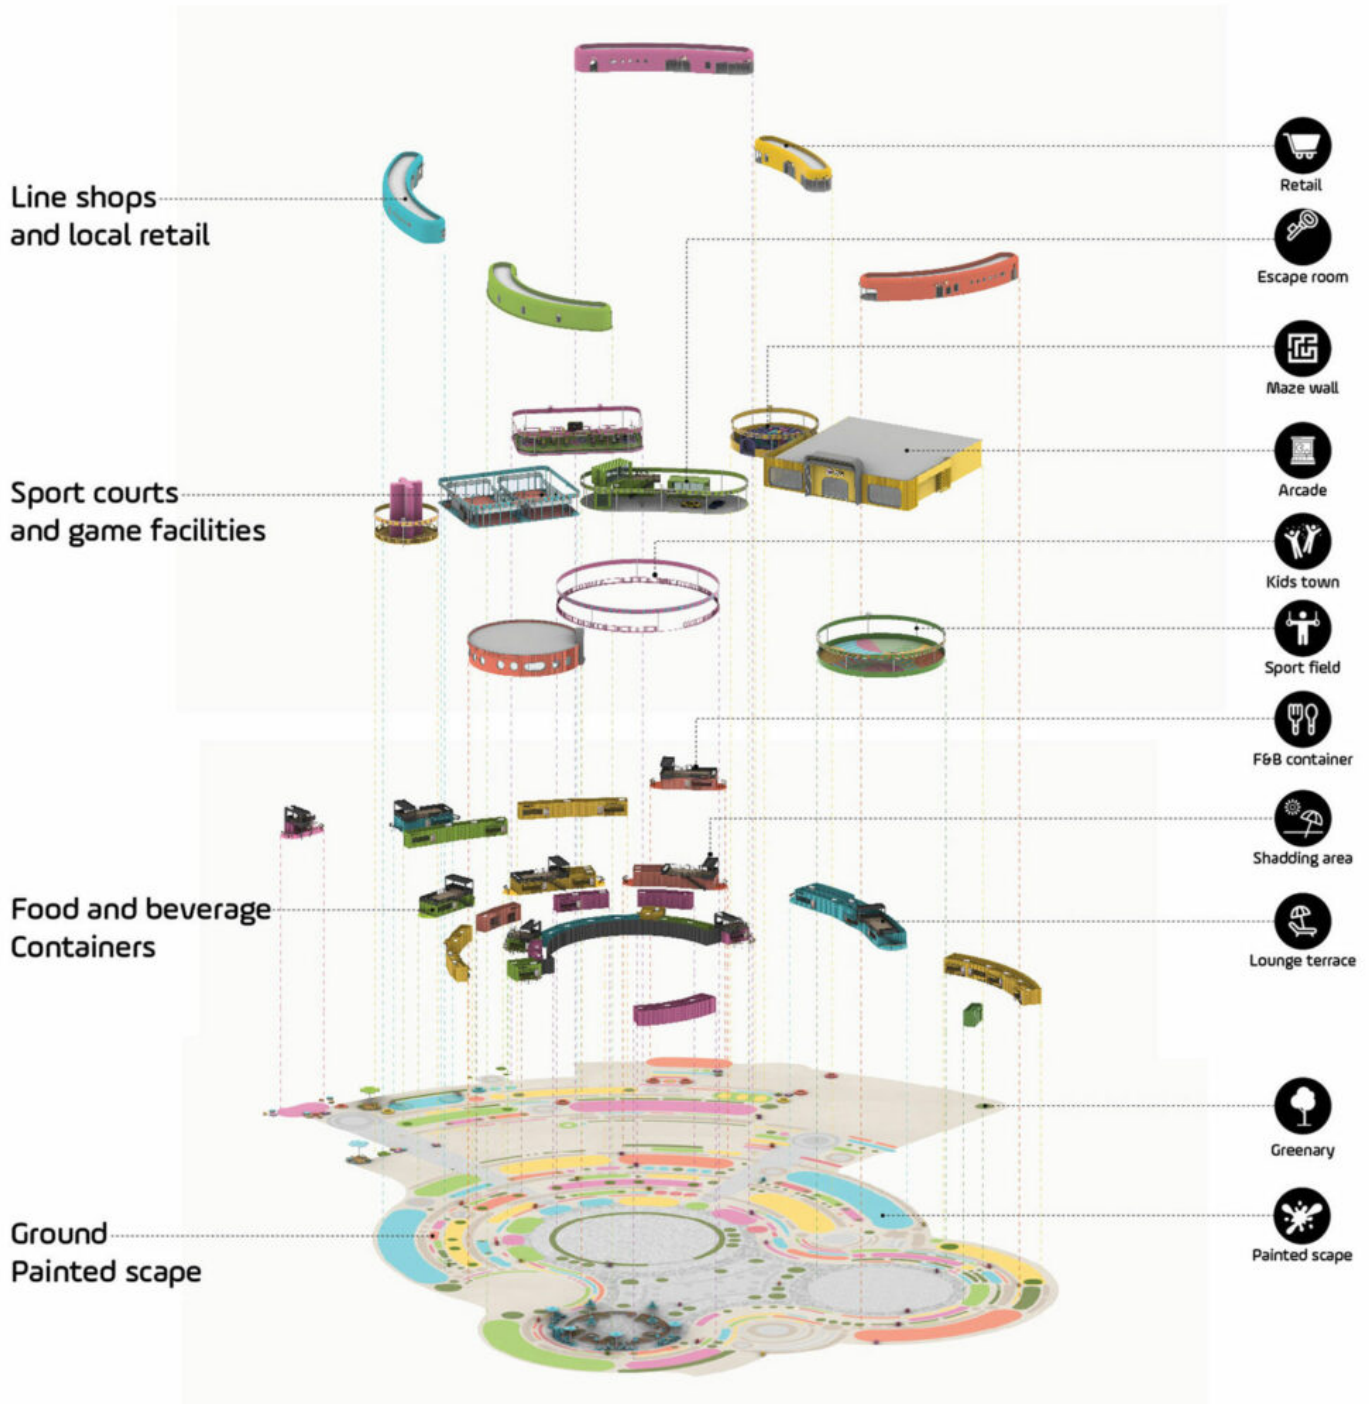 Line shops
and local retail
Sport courts
and game facilities
Food and beverage
Containers
Ground
Painted scape
Retail
Escape room
Maze wall
Arcade
Kids town
Sport field
F&B container
Shadding area
Lounge terrace
Greenary
Painted scape